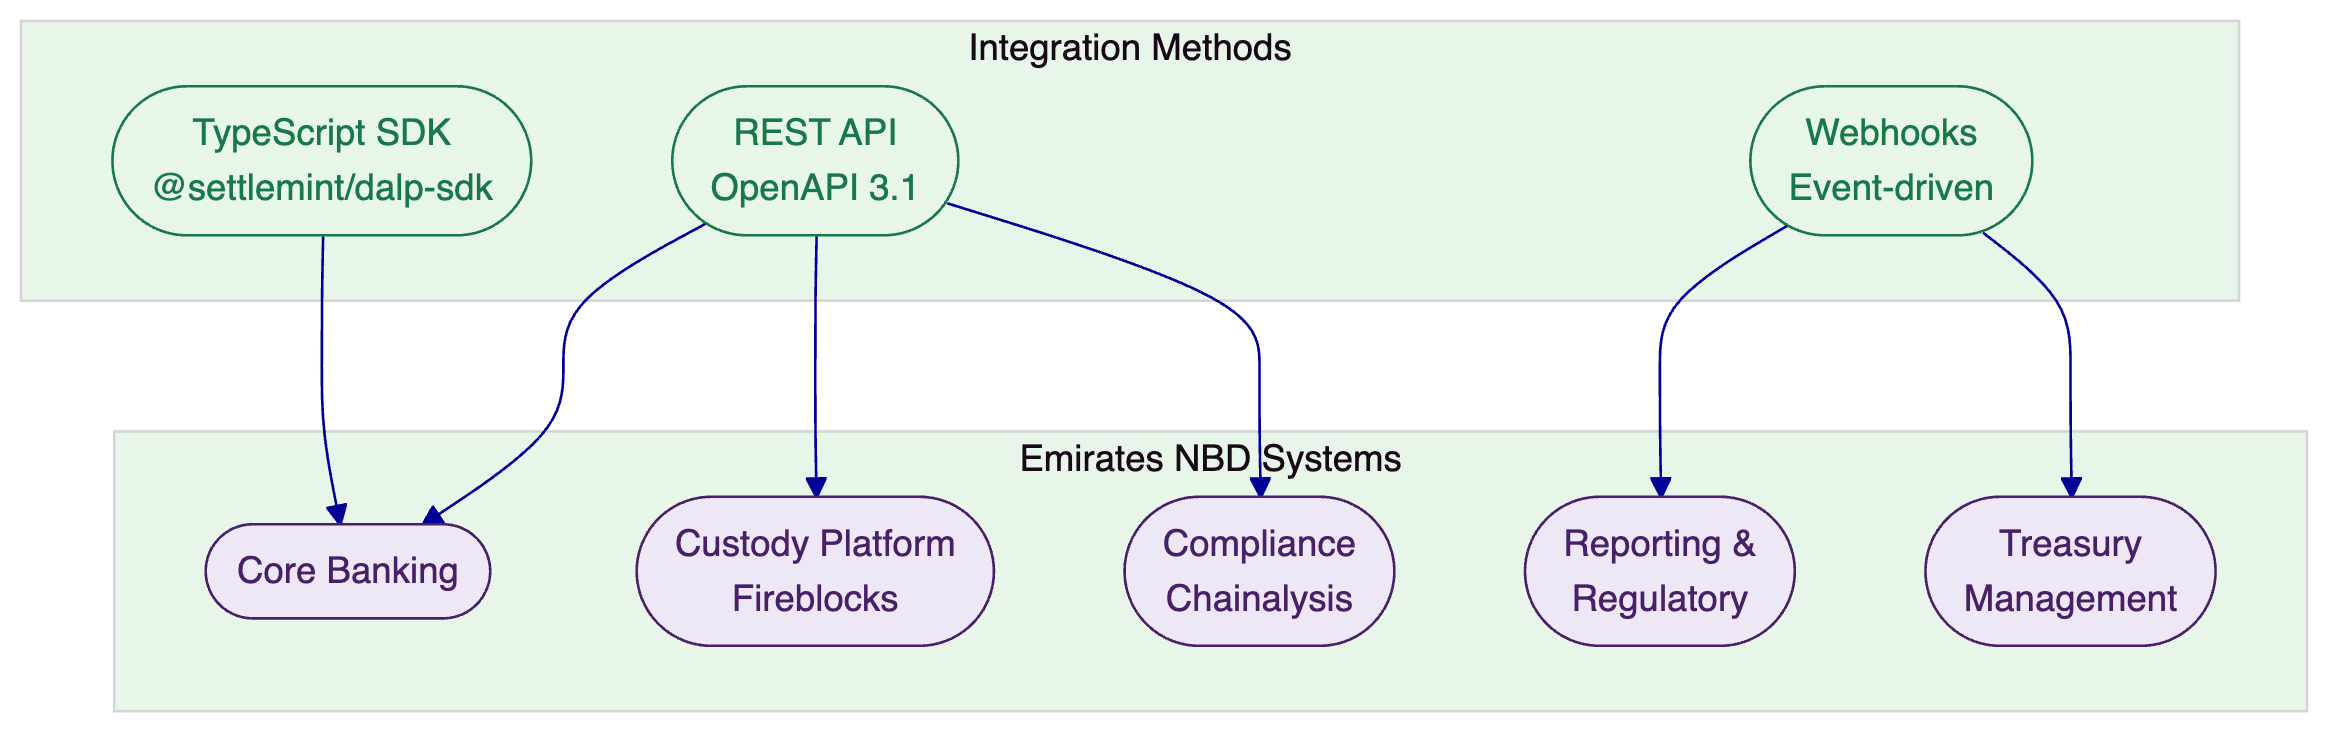 Integration Methods
TypeScript SDK
@settlemint/dalp-sdk
REST API
OpenAPI 3.1
Webhooks
Event-driven
Emirates NBD Systems
Core Banking
Custody Platform
Fireblocks
Compliance
Chainalysis
Reporting &
Regulatory
Treasury
Management